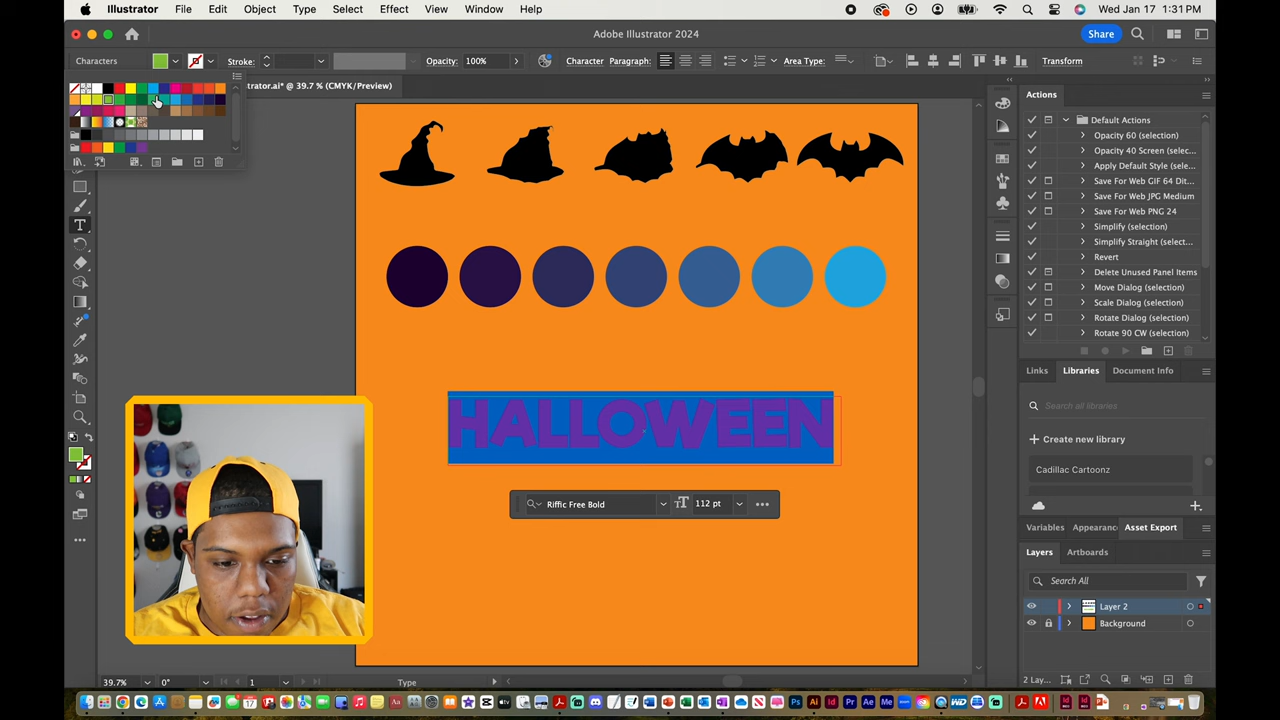 Illustrator File Edit Object Type Select Effect View Window Help Wed Jan 17 1:31 PM
Adobe Illustrator 2024 Share
Characters Stroke: Opacity: 100% Character Paragraph: Area Type: Transform
trator.ai* @ 39.7 % (CMYK/Preview)
Actions
Default Actions
Opacity 60 (selection)
Opacity 40 Screen (selec...
Apply Default Style (selec...
Save For Web GIF 64 Dit...
Save For Web JPG Medium
Save For Web PNG 24
Simplify (selection)
Simplify Straight (select...
Revert
Delete Unused Panel Items
Move Dialog (selection)
Scale Dialog (selection)
Rotate Dialog (selection)
Rotate 90 CW (selection)
Links Libraries Document Info
Search all libraries
Create new library
Cadillac Cartoonz
HALLOWEEN
Riffic Free Bold 112 pt
Variables Appearanc Asset Export
Layers Artboards
Search All
Layer 2
Background
39.7% 0° 1 Type 2 Lay...